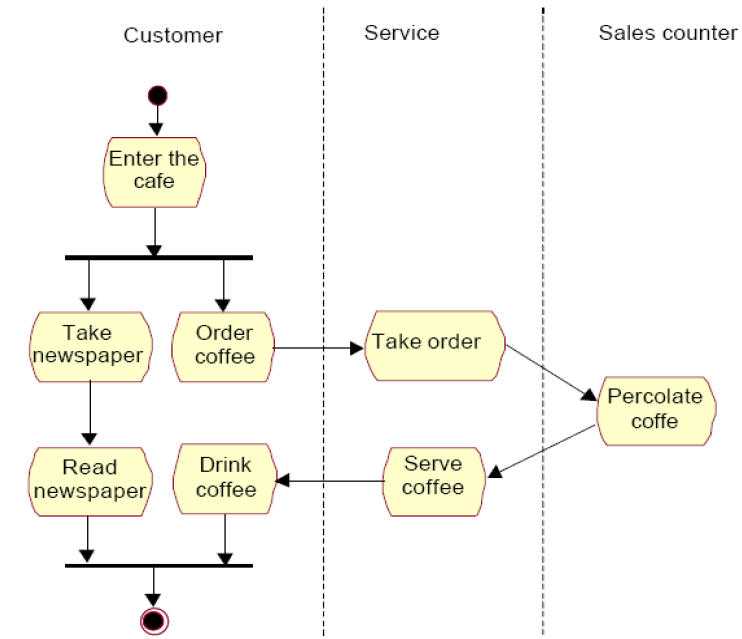 Customer
Service
Sales counter
Enter the
cafe
Take
newspaper
Order
coffee
Take order
Percolate
coffe
Read
newspaper
Drink
coffee
Serve
coffee